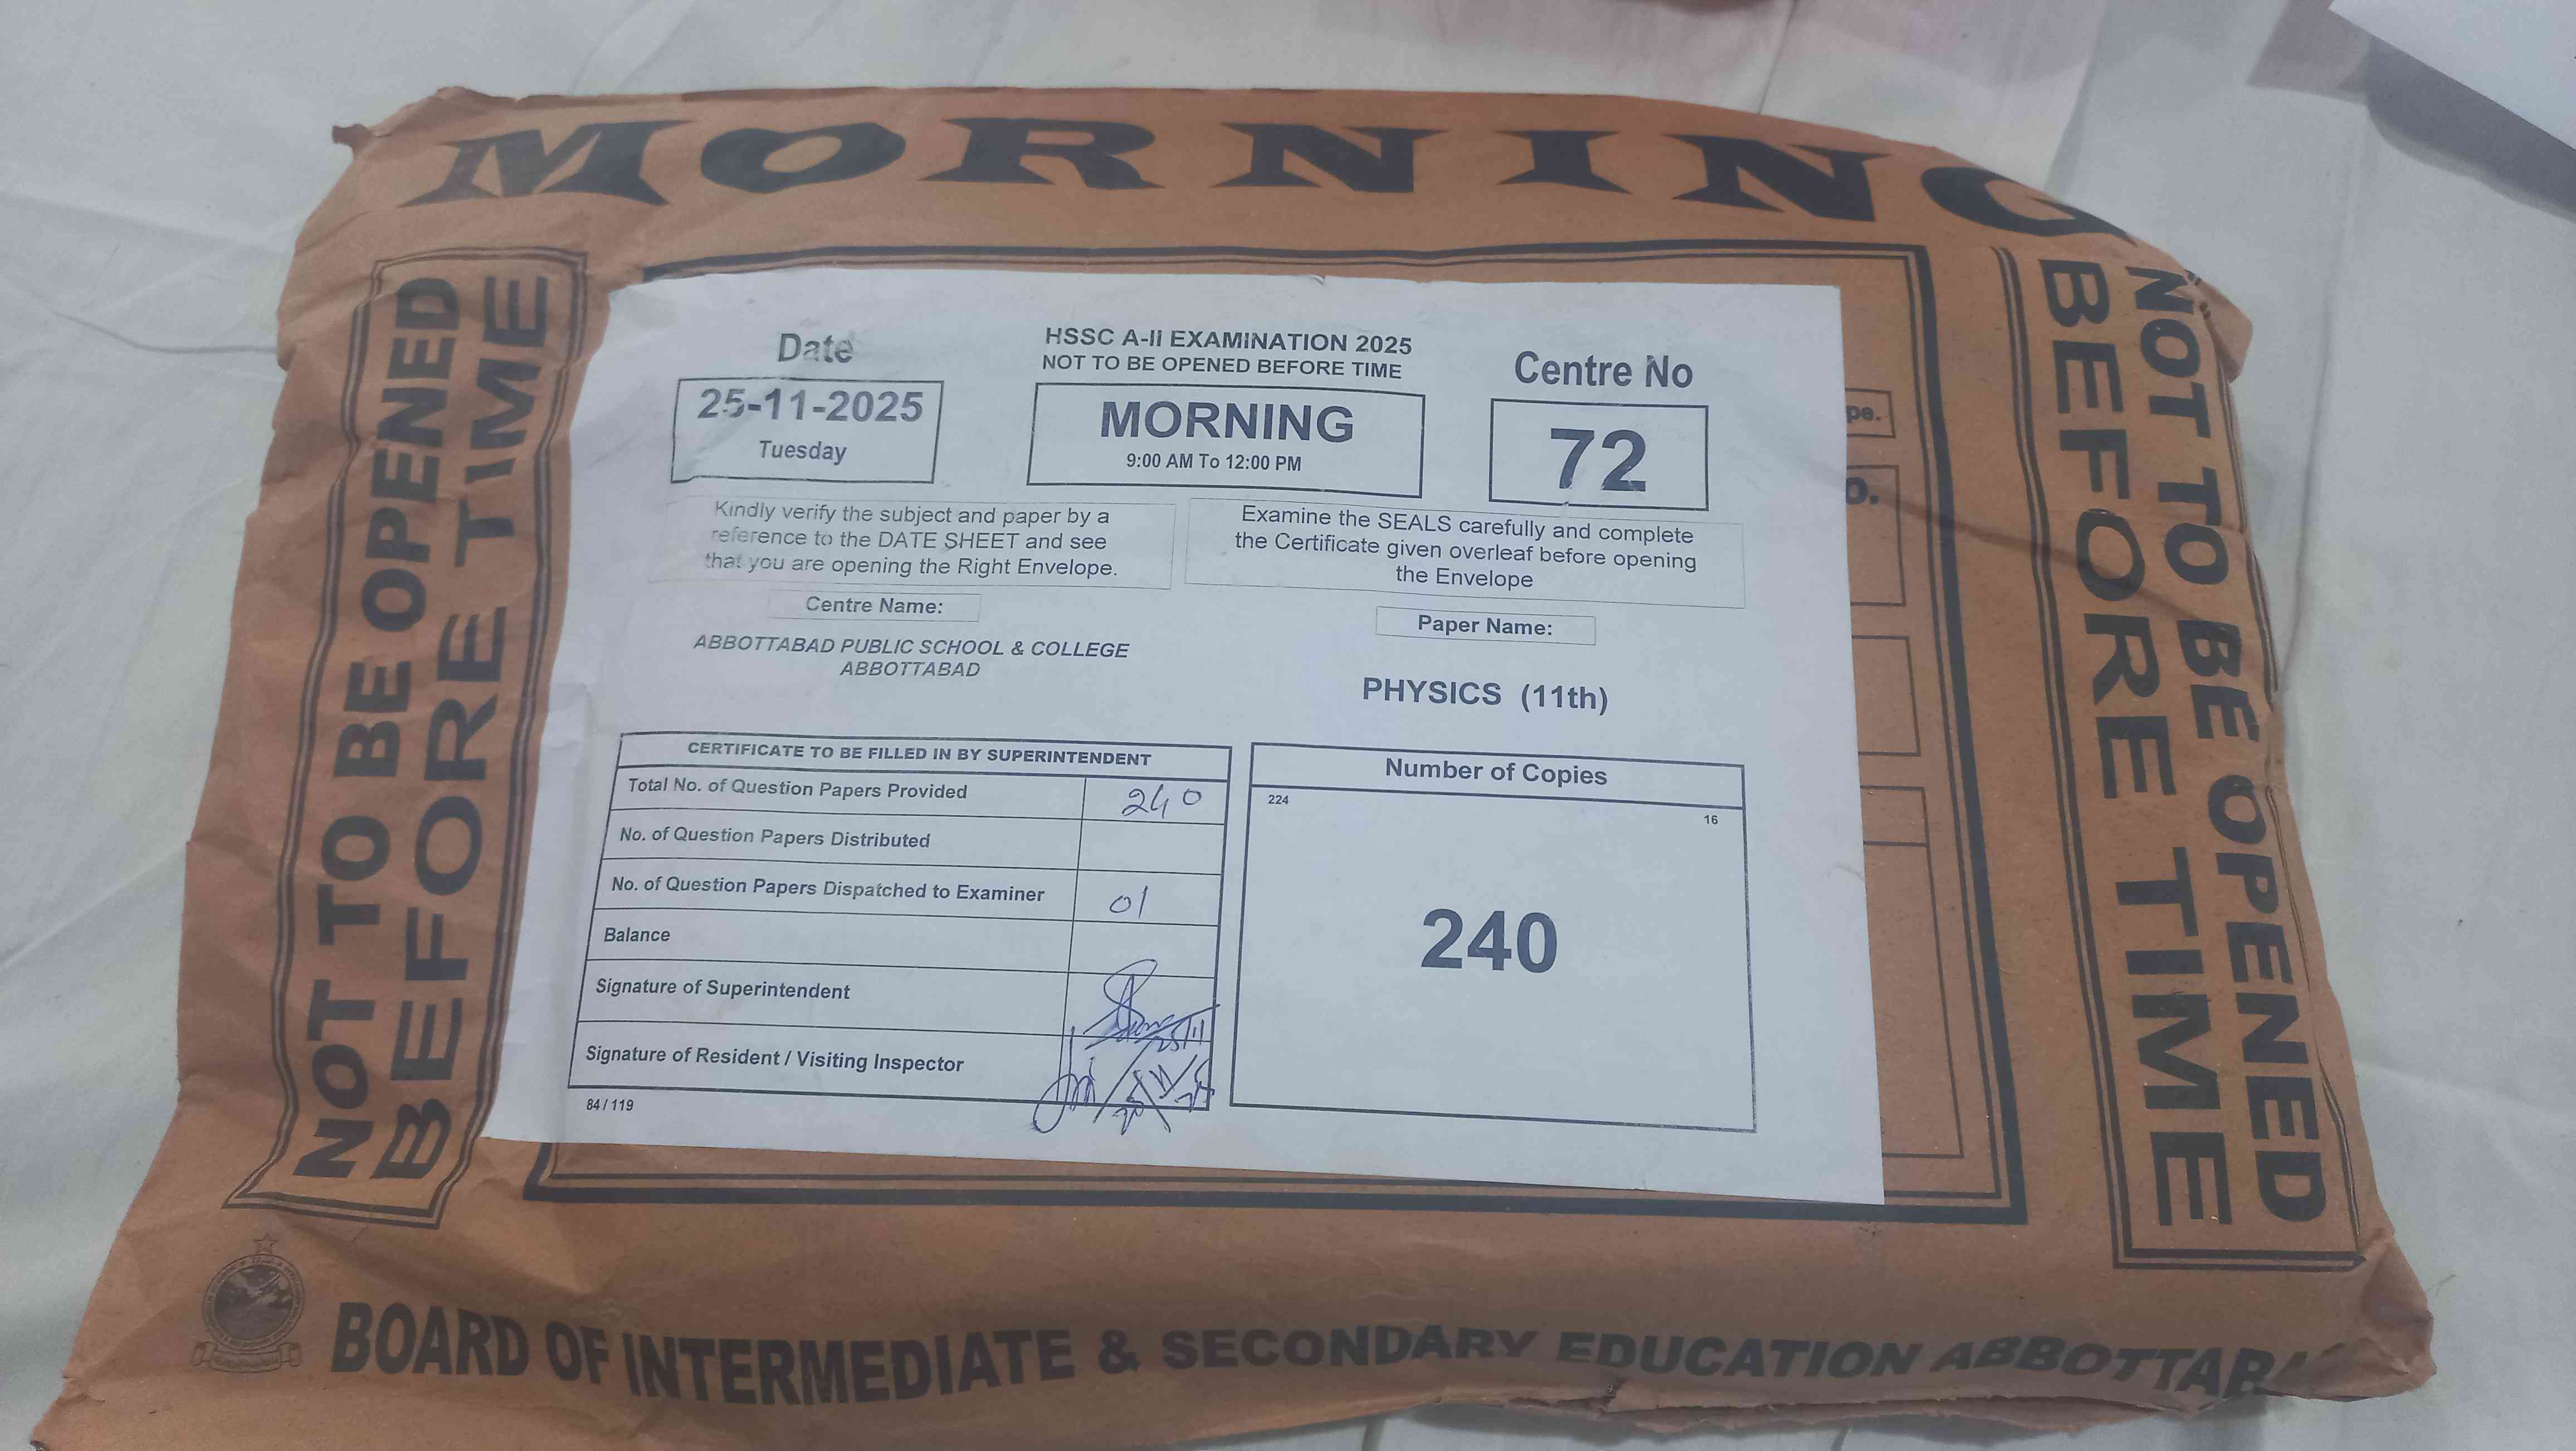 MORNING
NOT TO BE OPENED
BEFORE TIME
Date
25-11-2025
Tuesday
HSSC A-II EXAMINATION 2025
NOT TO BE OPENED BEFORE TIME
MORNING
9:00 AM To 12:00 PM
Centre No
72
Kindly verify the subject and paper by a
reference to the DATE SHEET and see
that you are opening the Right Envelope.
Examine the SEALS carefully and complete
the Certificate given overleaf before opening
the Envelope
Centre Name:
ABBOTTABAD PUBLIC SCHOOL & COLLEGE
ABBOTTABAD
Paper Name:
PHYSICS (11th)
CERTIFICATE TO BE FILLED IN BY SUPERINTENDENT
Total No. of Question Papers Provided 240
No. of Question Papers Distributed
No. of Question Papers Dispatched to Examiner 01
Balance
Signature of Superintendent
Signature of Resident / Visiting Inspector
84 / 119
Number of Copies
224
16
240
pe.
o.
NOT TO BE OPENED
BEFORE TIME
BOARD OF INTERMEDIATE & SECONDARY EDUCATION ABBOTTABA